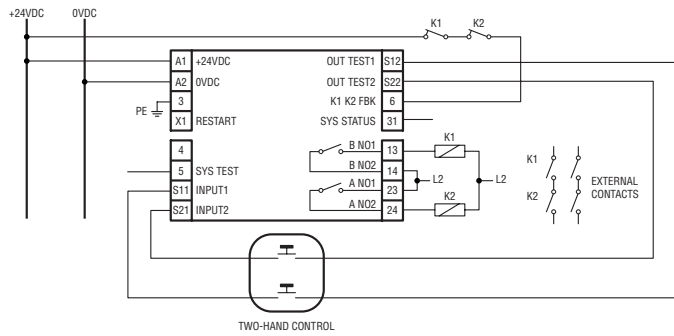 +24VDC 0VDC
K1 K2
A1 +24VDC OUT TEST1 S12
A2 0VDC OUT TEST2 S22
PE 3 K1 K2 FBK 6
X1 RESTART SYS STATUS 31
4 B NO1 13 K1
5 SYS TEST B NO2 14 L2 L2
S11 INPUT1 A NO1 23
S21 INPUT2 A NO2 24 K2
K1
EXTERNAL
CONTACTS
K2
TWO-HAND CONTROL